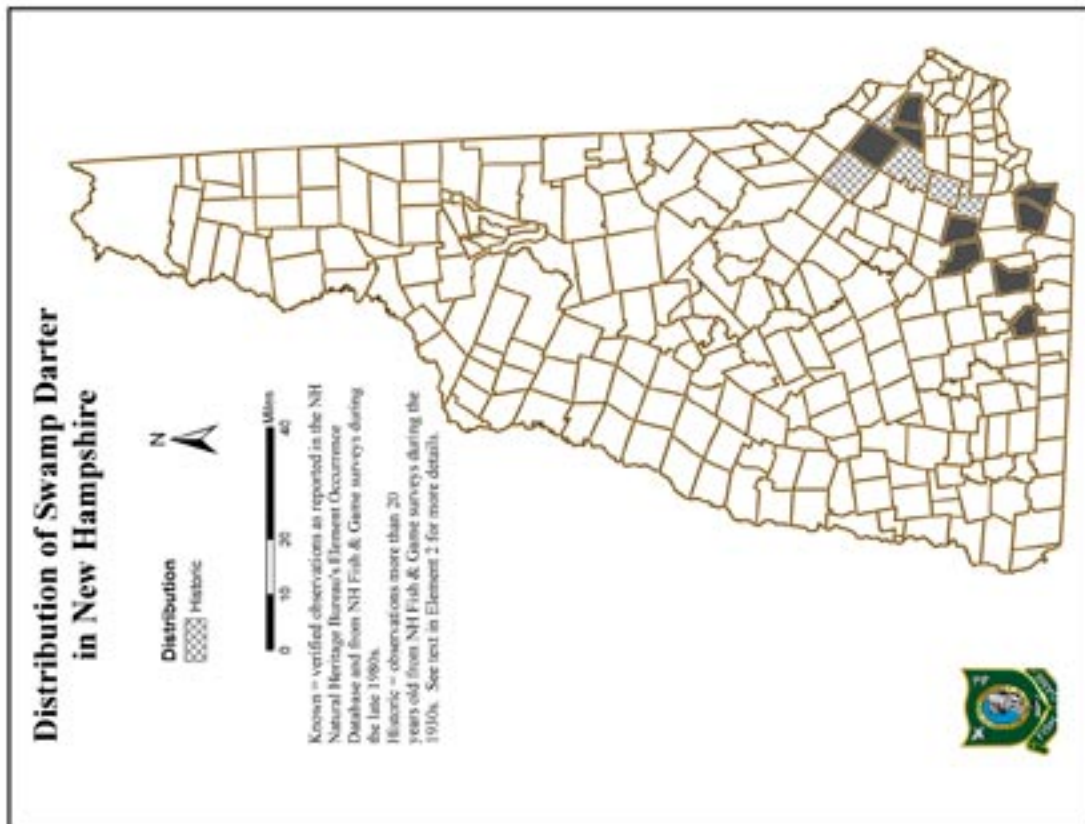 Distribution of Swamp Darter
in New Hampshire
N
Distribution
Historic
0 10 20 40
Miles
Known = verified observations as reported in the NH
Natural Heritage Bureau's Element Occurrence
Database and from NH Fish & Game surveys during
the late 1980s.
Historic = observations more than 20
years old from NH Fish & Game surveys during the
1930s. See text in Element 2 for more details.